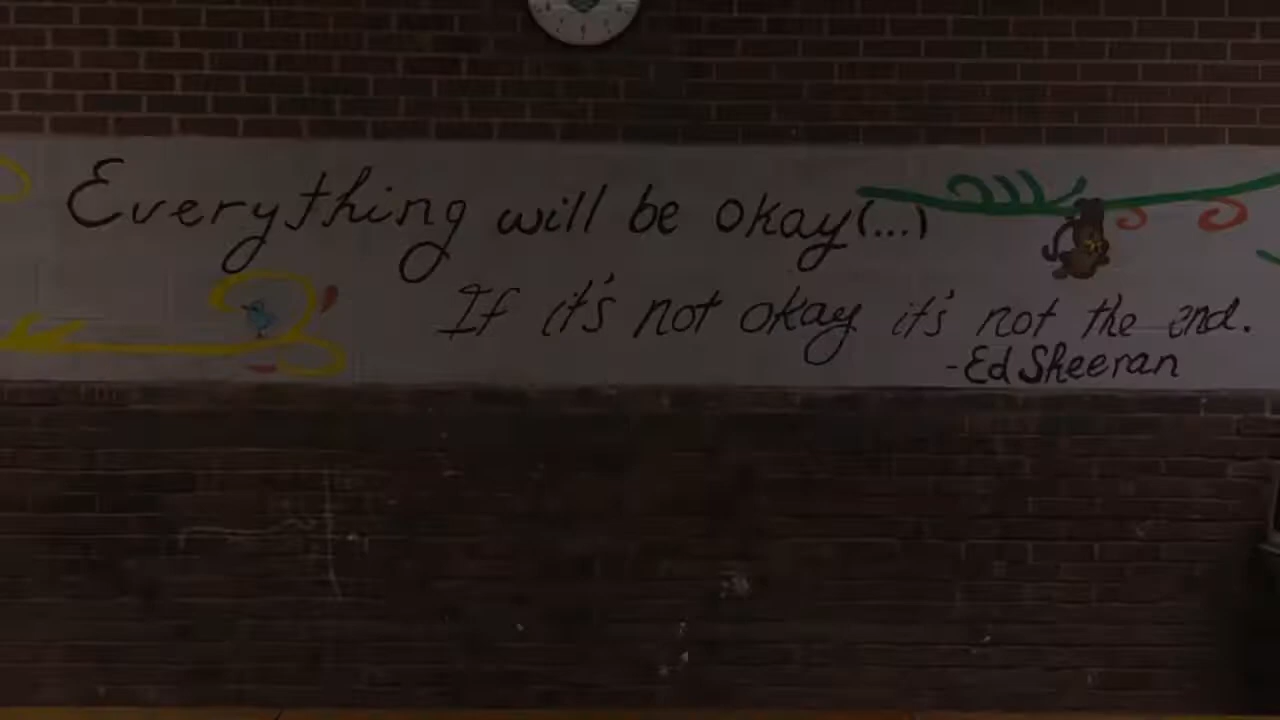 Everything will be okay(...)
If it's not okay it's not the end.
-Ed Sheeran